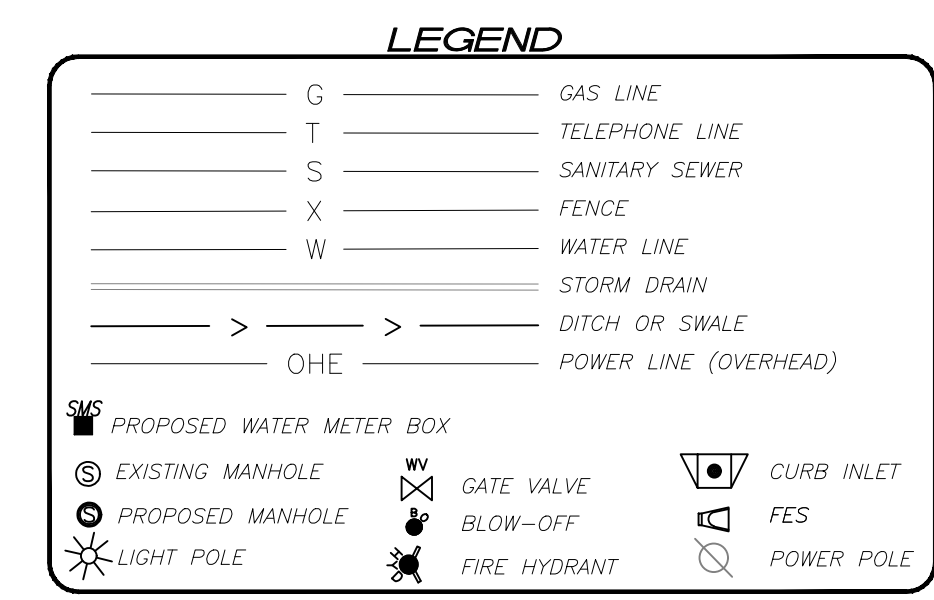 LEGEND
G GAS LINE
T TELEPHONE LINE
S SANITARY SEWER
X FENCE
W WATER LINE
STORM DRAIN
> > DITCH OR SWALE
OHE POWER LINE (OVERHEAD)
SMS
PROPOSED WATER METER BOX
S EXISTING MANHOLE
WV
GATE VALVE
CURB INLET
S PROPOSED MANHOLE
BO
BLOW-OFF
FES
LIGHT POLE
HYD
FIRE HYDRANT
POWER POLE